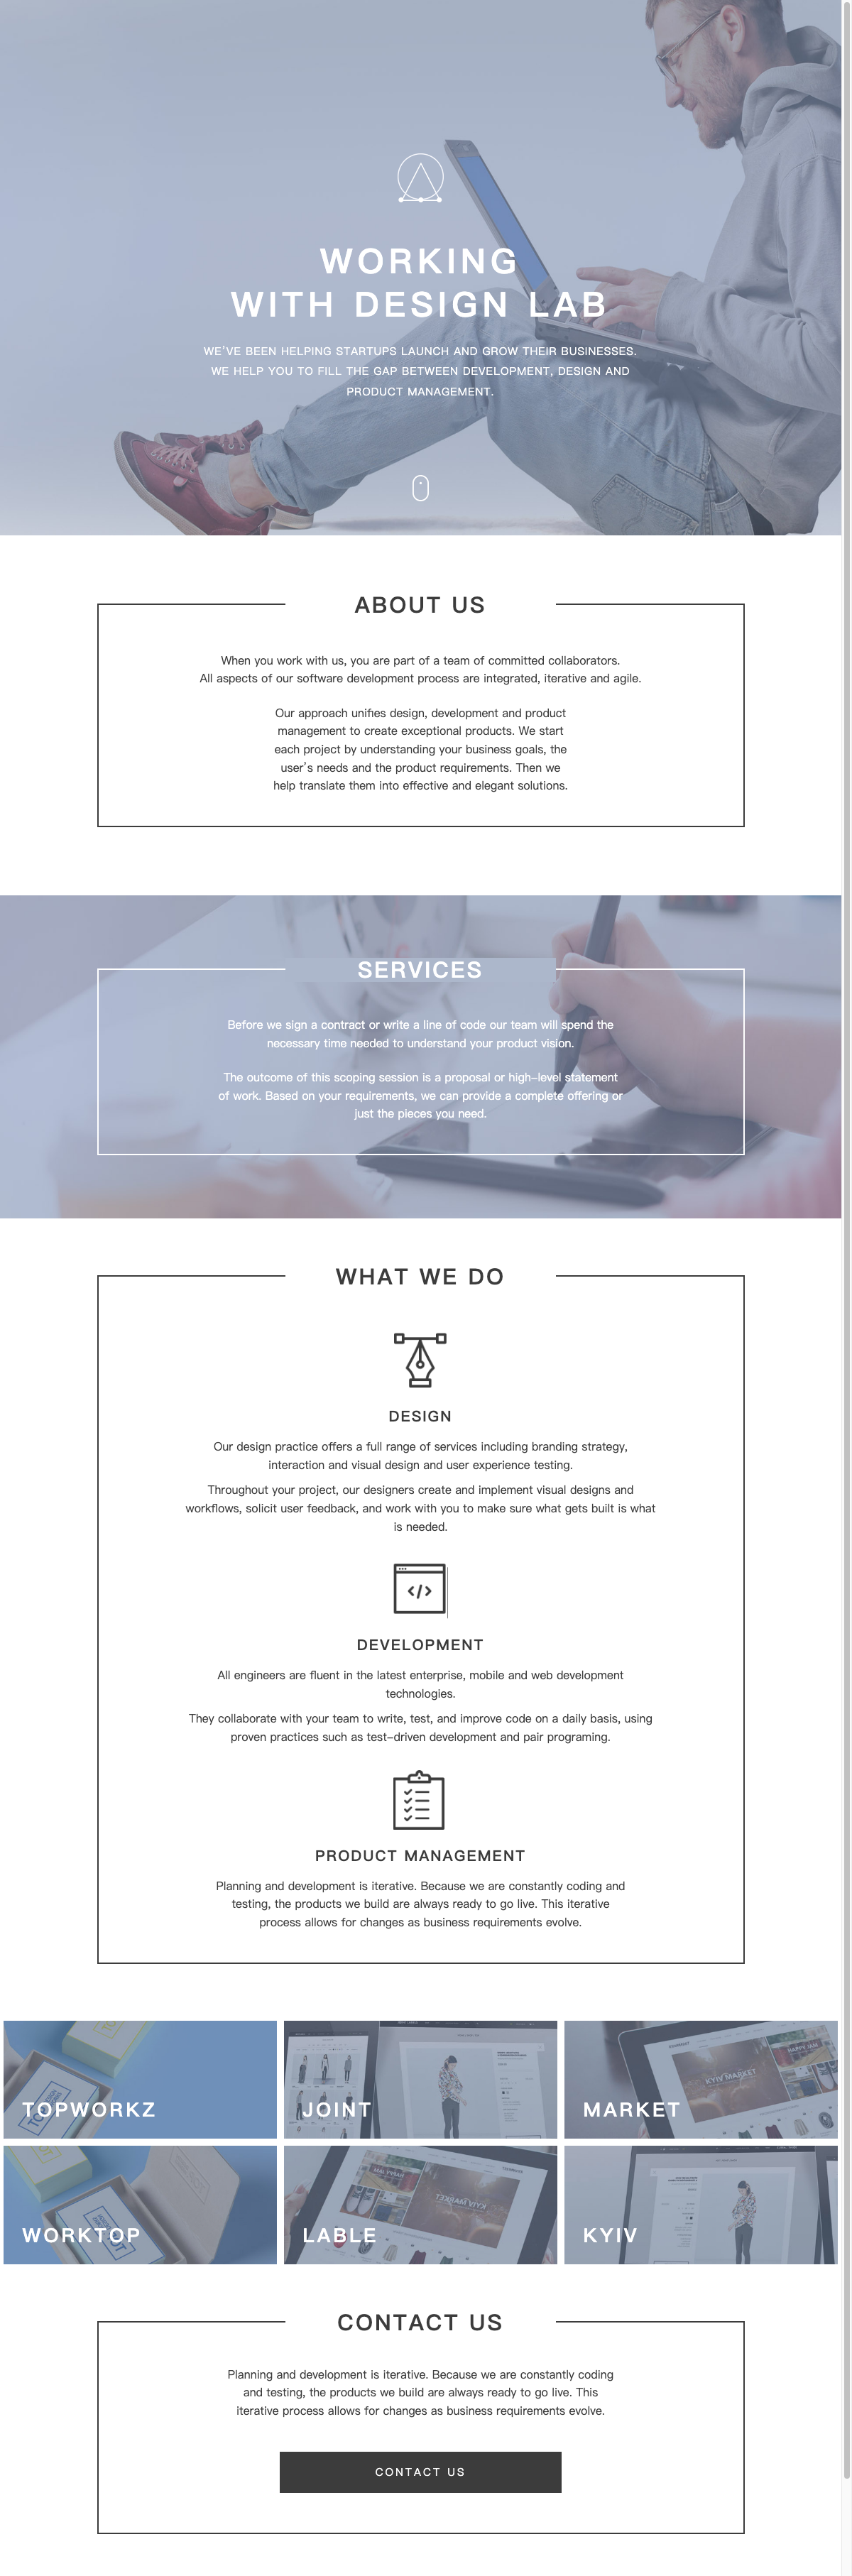 WORKING
WITH DESIGN LAB
WE'VE BEEN HELPING STARTUPS LAUNCH AND GROW THEIR BUSINESSES.
WE HELP YOU TO FILL THE GAP BETWEEN DEVELOPMENT, DESIGN AND
PRODUCT MANAGEMENT.
ABOUT US
When you work with us, you are part of a team of committed collaborators.
All aspects of our software development process are integrated, iterative and agile.
Our approach unifies design, development and product
management to create exceptional products. We start
each project by understanding your business goals, the
user's needs and the product requirements. Then we
help translate them into effective and elegant solutions.
SERVICES
Before we sign a contract or write a line of code our team will spend the
necessary time needed to understand your product vision.
The outcome of this scoping session is a proposal or high-level statement
of work. Based on your requirements, we can provide a complete offering or
just the pieces you need.
WHAT WE DO
DESIGN
Our design practice offers a full range of services including branding strategy,
interaction and visual design and user experience testing.
Throughout your project, our designers create and implement visual designs and
workflows, solicit user feedback, and work with you to make sure what gets built is what
is needed.
</>
DEVELOPMENT
All engineers are fluent in the latest enterprise, mobile and web development
technologies.
They collaborate with your team to write, test, and improve code on a daily basis, using
proven practices such as test-driven development and pair programing.
PRODUCT MANAGEMENT
Planning and development is iterative. Because we are constantly coding and
testing, the products we build are always ready to go live. This iterative
process allows for changes as business requirements evolve.
TOPWORKZ
JOINT
KYIV MARKET
MARKET
WORKTOP
LABLE
KYIV
CONTACT US
Planning and development is iterative. Because we are constantly coding
and testing, the products we build are always ready to go live. This
iterative process allows for changes as business requirements evolve.
CONTACT US